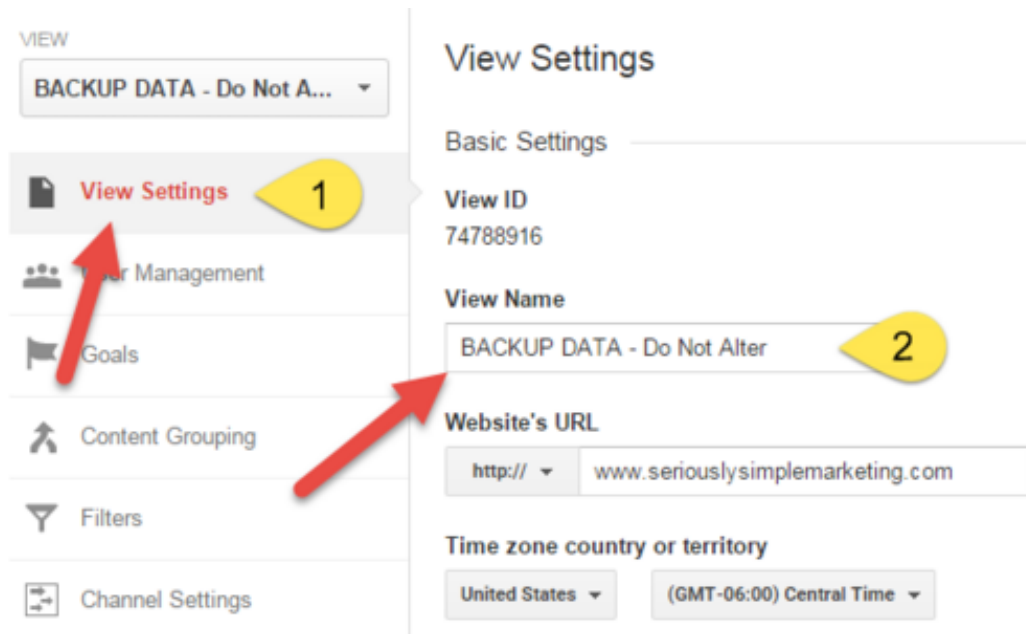 VIEW
BACKUP DATA - Do Not A...
View Settings
1
User Management
Goals
Content Grouping
Filters
Channel Settings
View Settings
Basic Settings
View ID
74788916
View Name
BACKUP DATA - Do Not Alter
2
Website's URL
http:// www.seriouslysimplemarketing.com
Time zone country or territory
United States (GMT-06:00) Central Time